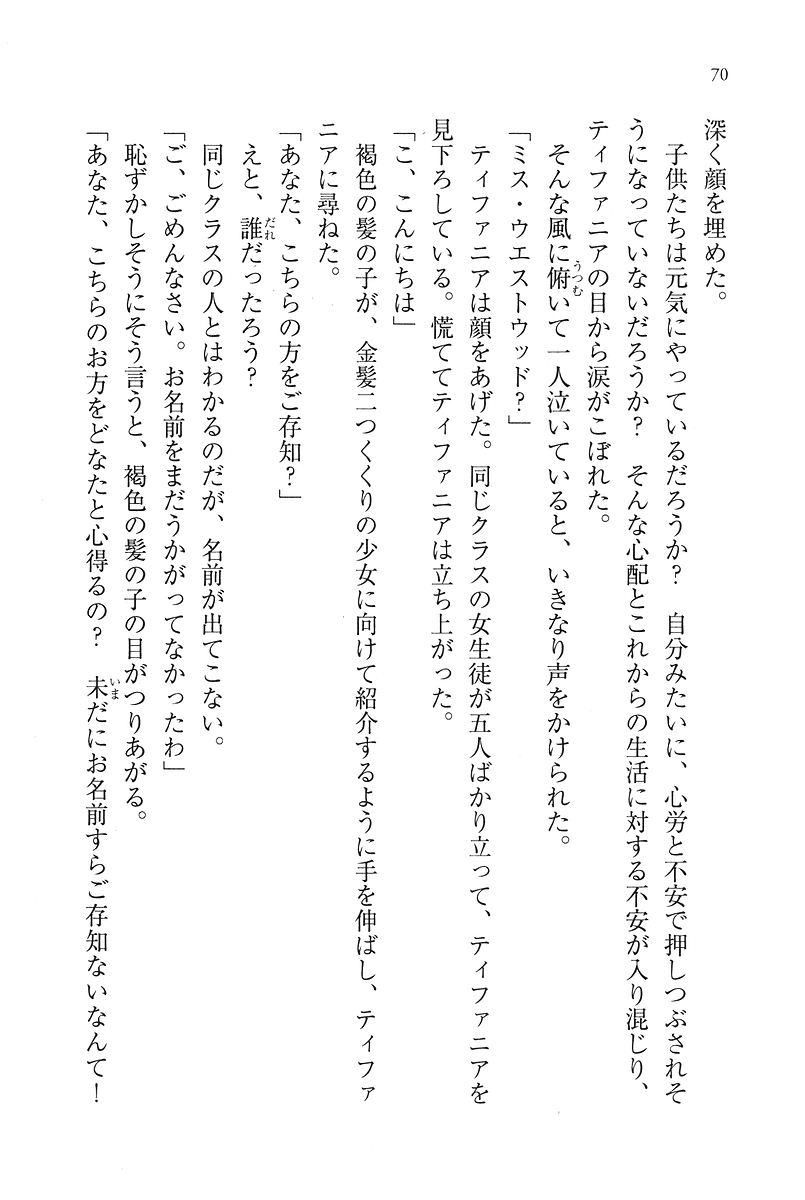 70
深く顔を埋めた。
子供たちは元気にやっているだろうか？　自分みたいに、心労と不安で押しつぶされそ
うになっていないだろうか？　そんな心配とこれからの生活に対する不安が入り混じり、
ティファニアの目から涙がこぼれた。
そんな風に俯いて一人泣いていると、いきなり声をかけられた。
「ミス・ウエストウッド？」
ティファニアは顔をあげた。同じクラスの女生徒が五人ばかり立って、ティファニアを
見下ろしている。慌ててティファニアは立ち上がった。
「こ、こんにちは」
褐色の髪の子が、金髪二つくくりの少女に向けて紹介するように手を伸ばし、ティファ
ニアに尋ねた。
「あなた、こちらの方をご存知？」
えと、誰だったろう？
同じクラスの人とはわかるのだが、名前が出てこない。
「ご、ごめんなさい。お名前をまだうかがってなかったわ」
恥ずかしそうにそう言うと、褐色の髪の子の目がつりあがる。
「あなた、こちらのお方をどなたと心得るの？　未だにお名前すらご存知ないなんて！